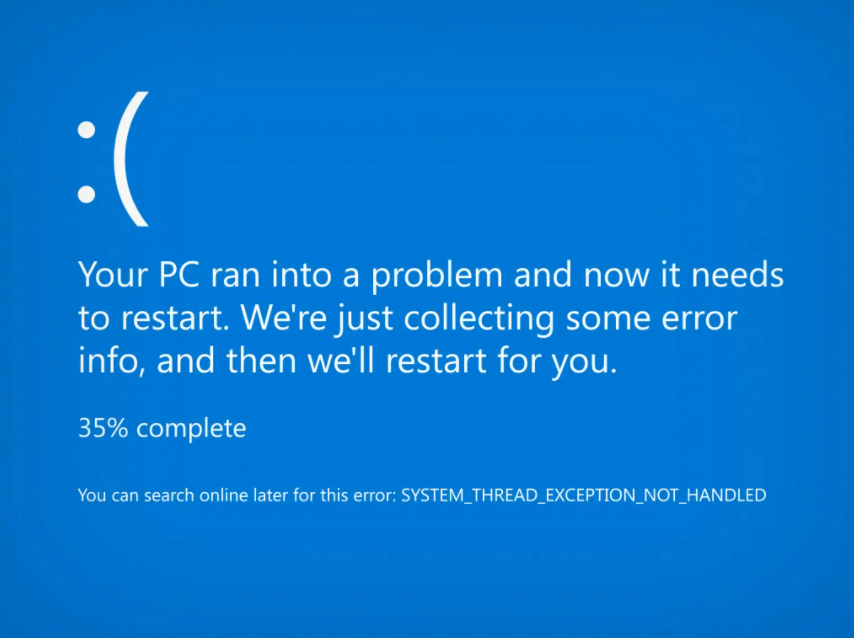 :(
Your PC ran into a problem and now it needs
to restart. We're just collecting some error
info, and then we'll restart for you.
35% complete
You can search online later for this error: SYSTEM_THREAD_EXCEPTION_NOT_HANDLED